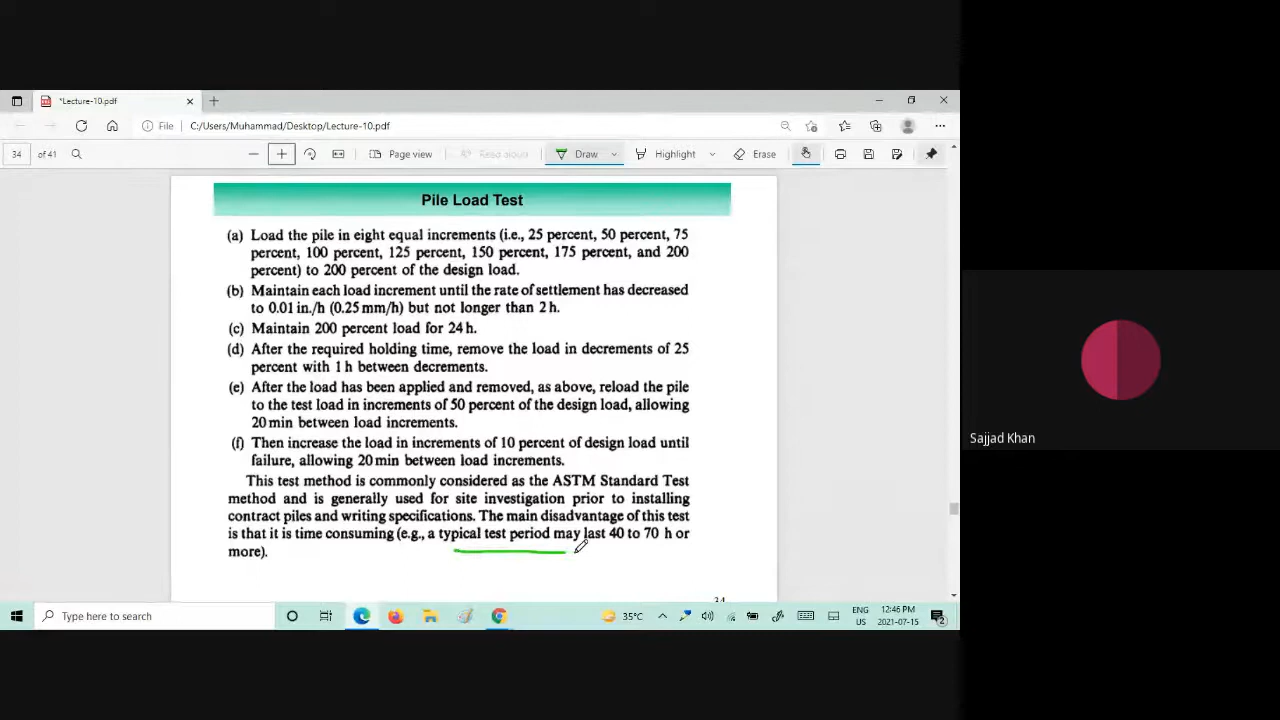 *Lecture-10.pdf
File C:/Users/Muhammad/Desktop/Lecture-10.pdf
34 of 41 Page view Read aloud Draw Highlight Erase
Pile Load Test
(a) Load the pile in eight equal increments (i.e., 25 percent, 50 percent, 75
percent, 100 percent, 125 percent, 150 percent, 175 percent, and 200
percent) to 200 percent of the design load.
(b) Maintain each load increment until the rate of settlement has decreased
to 0.01 in./h (0.25 mm/h) but not longer than 2 h.
(c) Maintain 200 percent load for 24 h.
(d) After the required holding time, remove the load in decrements of 25
percent with 1 h between decrements.
(e) After the load has been applied and removed, as above, reload the pile
to the test load in increments of 50 percent of the design load, allowing
20 min between load increments.
(f) Then increase the load in increments of 10 percent of design load until
failure, allowing 20 min between load increments.
This test method is commonly considered as the ASTM Standard Test
method and is generally used for site investigation prior to installing
contract piles and writing specifications. The main disadvantage of this test
is that it is time consuming (e.g., a typical test period may last 40 to 70 h or
more).
34
Sajjad Khan
Type here to search
35°C
ENG
US
12:46 PM
2021-07-15
2